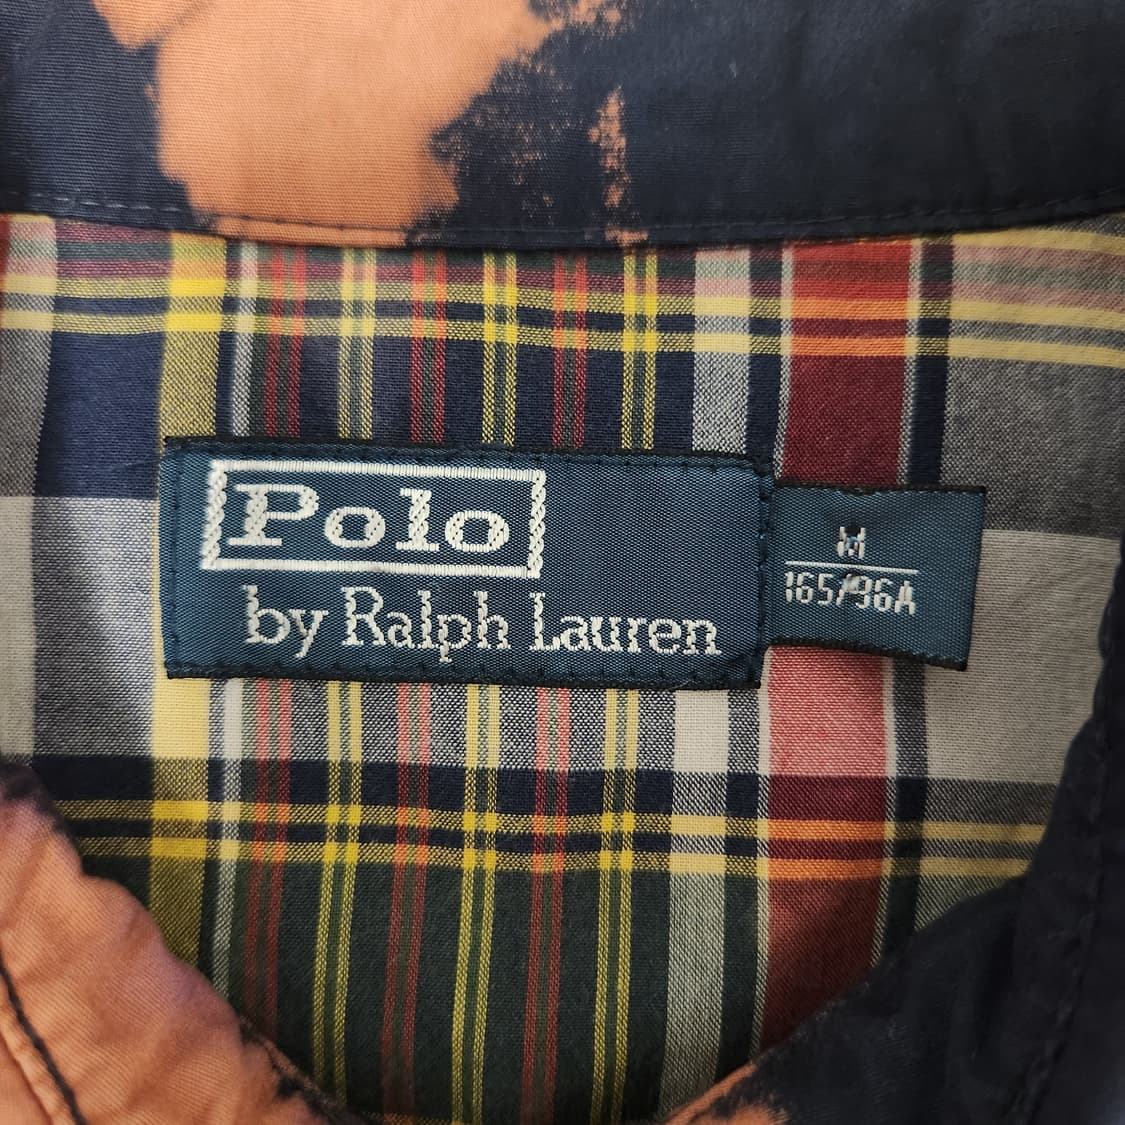 Polo
by Ralph Lauren
M
165/96A